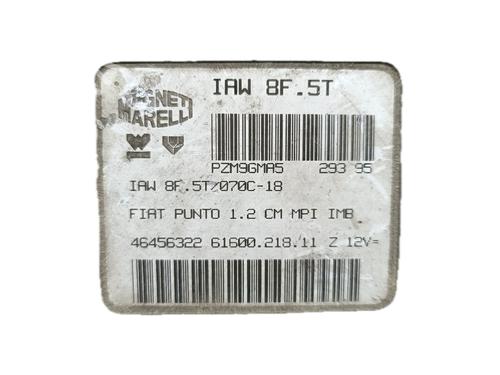 IAW 8F.5T
MAGNETI
MARELLI
PZM9GMA5 293 95
IAW 8F.5T/070C-18
FIAT PUNTO 1.2 CM MPI IMB
46456322 61600.218.11 Z 12V=